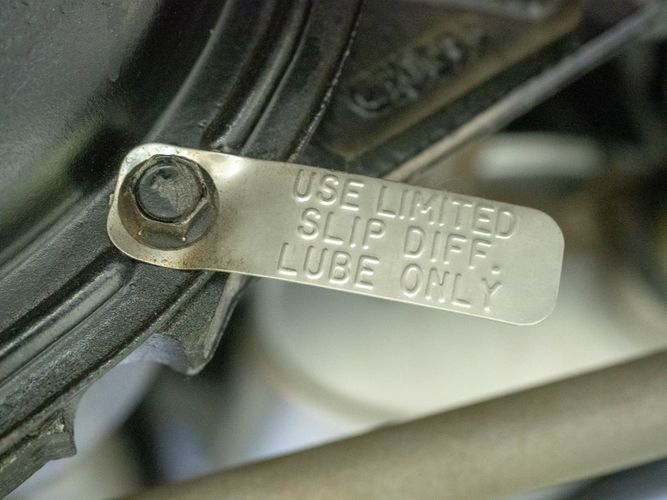 USE LIMITED
SLIP DIFF.
LUBE ONLY